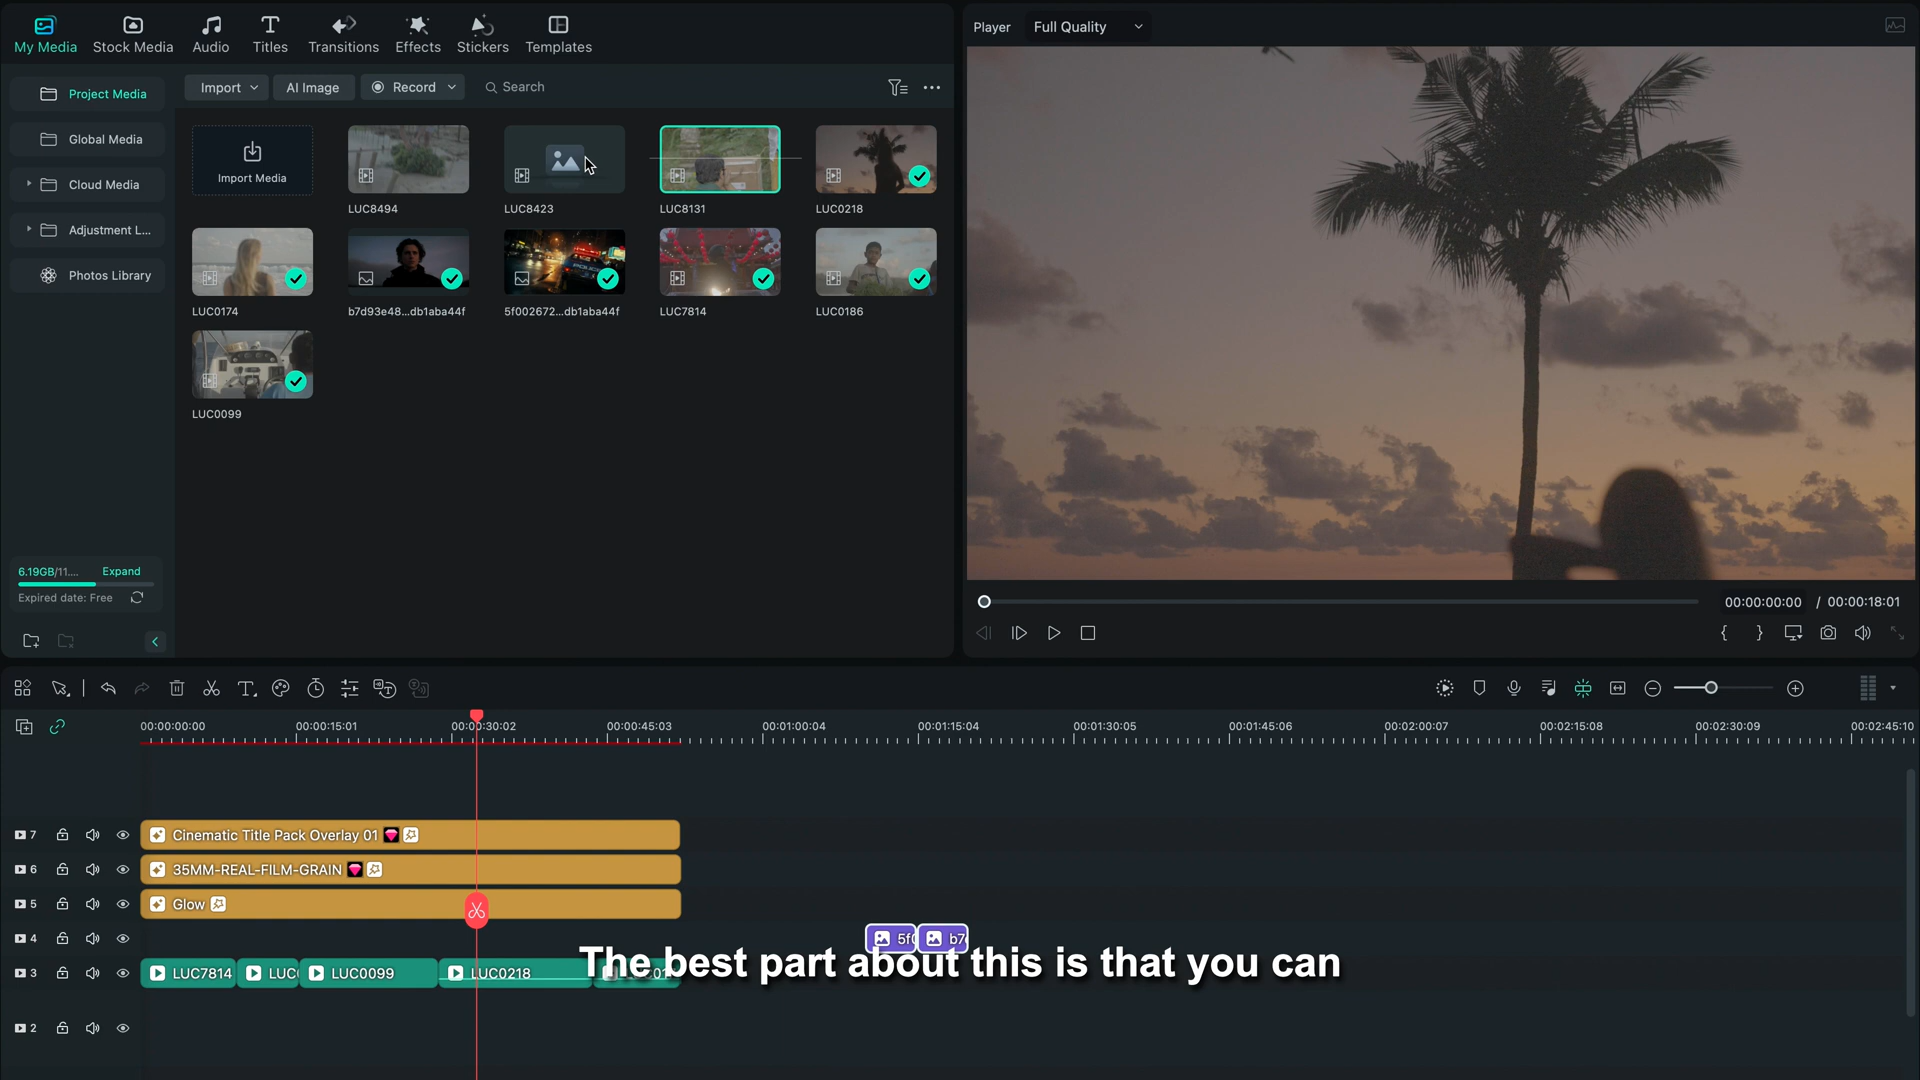 My Media
Stock Media
Audio
Titles
Transitions
Effects
Stickers
Templates
Player
Full Quality
Project Media
Global Media
Cloud Media
Adjustment L...
Photos Library
Import
AI Image
Record
Search
Import Media
LUC8494
LUC8423
LUC8131
LUC0218
LUC0174
b7d93e48...db1aba44f
5f002672...db1aba44f
LUC7814
LUC0186
LUC0099
6.19GB/11....
Expand
Expired date: Free
00:00:00:00 / 00:00:18:01
00:00:00:00
00:00:15:01
00:00:30:02
00:00:45:03
00:01:00:04
00:01:15:04
00:01:30:05
00:01:45:06
00:02:00:07
00:02:15:08
00:02:30:09
00:02:45:10
7
Cinematic Title Pack Overlay 01
6
35MM-REAL-FILM-GRAIN
5
Glow
4
5f
b7
3
LUC7814
LUC
LUC0099
LUC0218
The best part about this is that you can
2